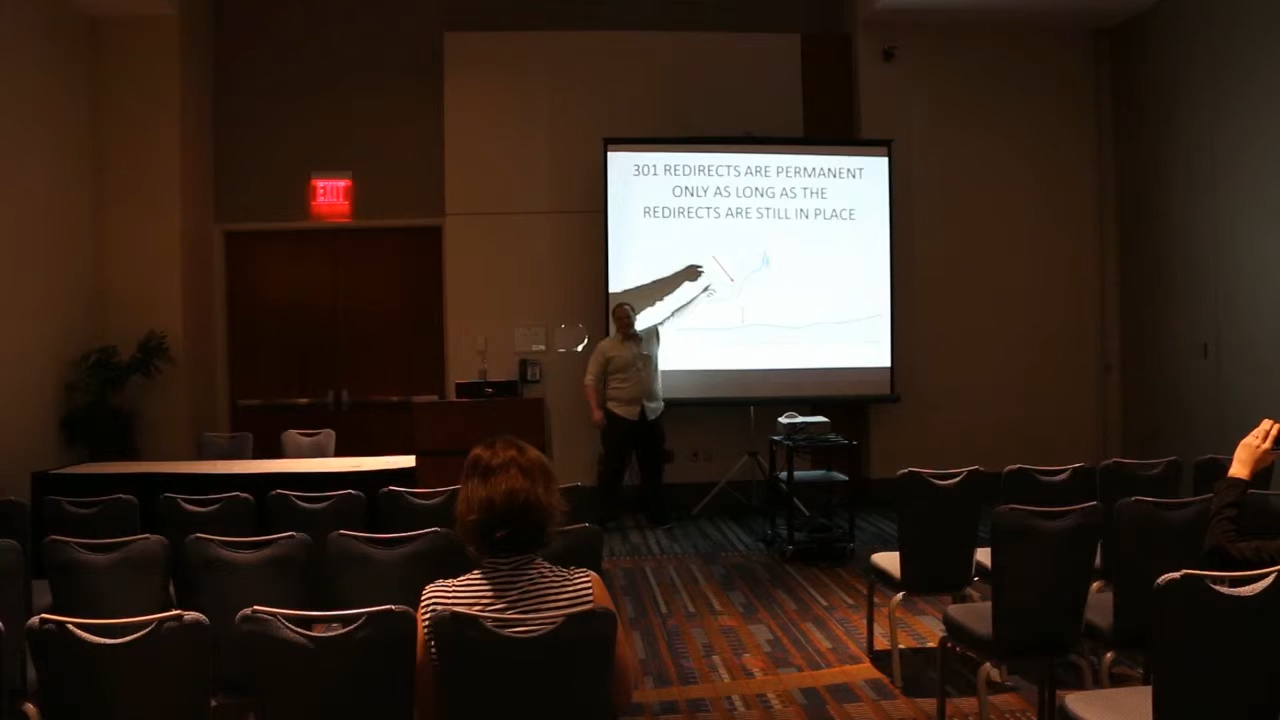 EXIT
301 REDIRECTS ARE PERMANENT
ONLY AS LONG AS THE
REDIRECTS ARE STILL IN PLACE